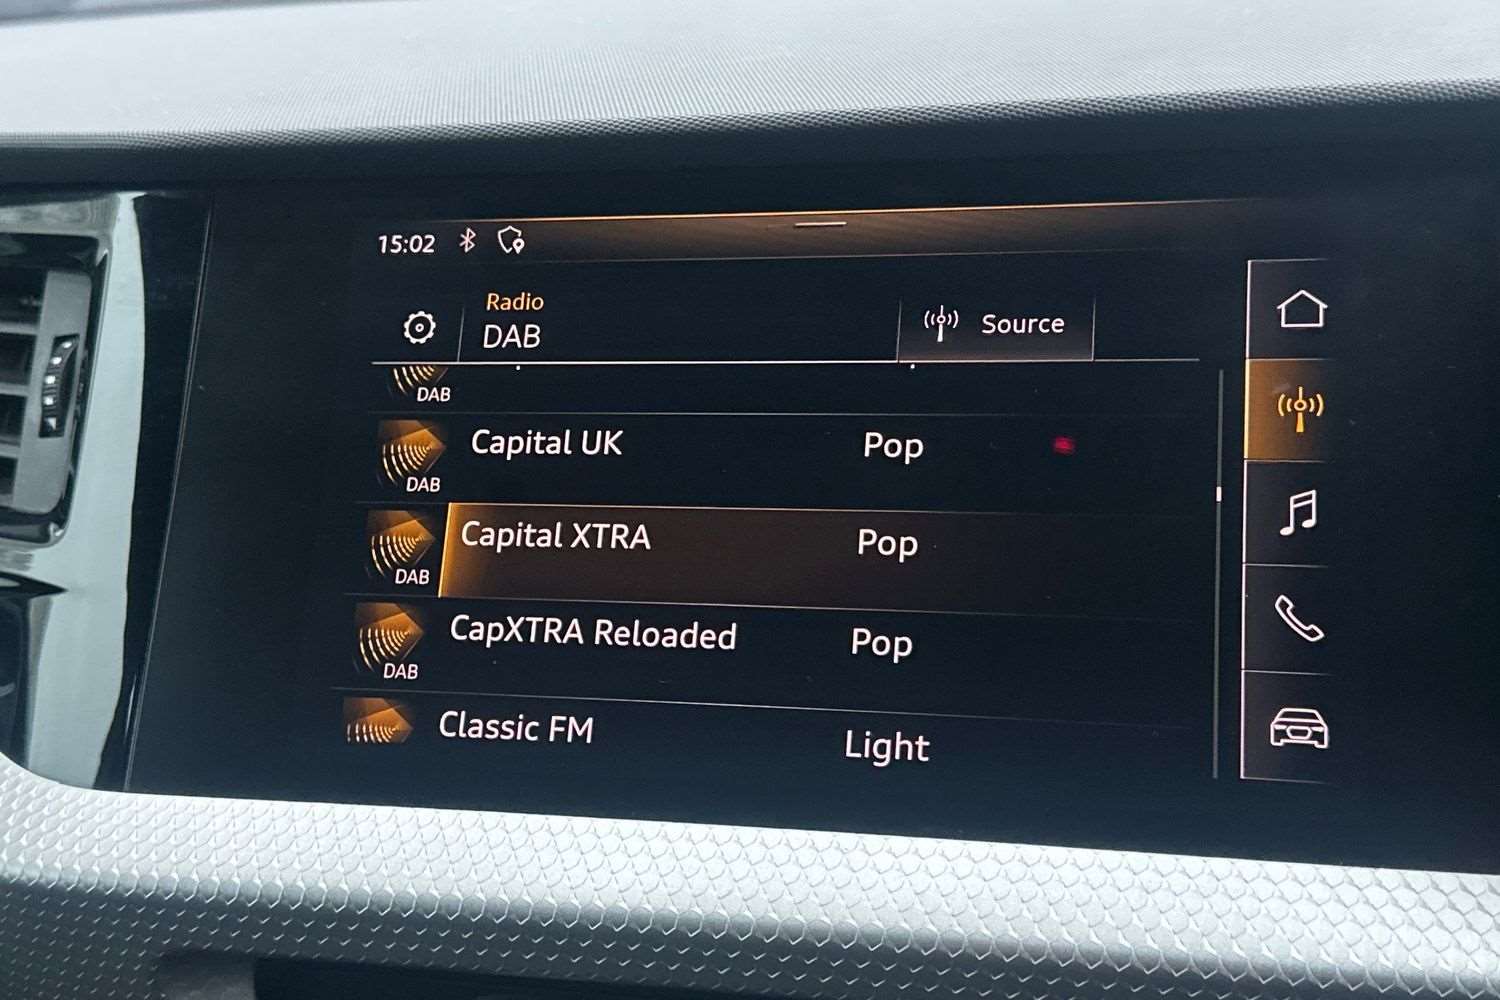 15:02
Radio
DAB
Source
DAB
Capital UK Pop
DAB
Capital XTRA Pop
DAB
CapXTRA Reloaded Pop
DAB
Classic FM Light